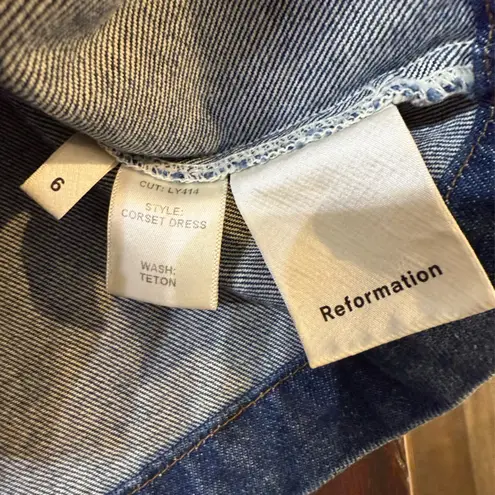 6
CUT: LY414
STYLE:
CORSET DRESS
WASH:
TETON
Reformation